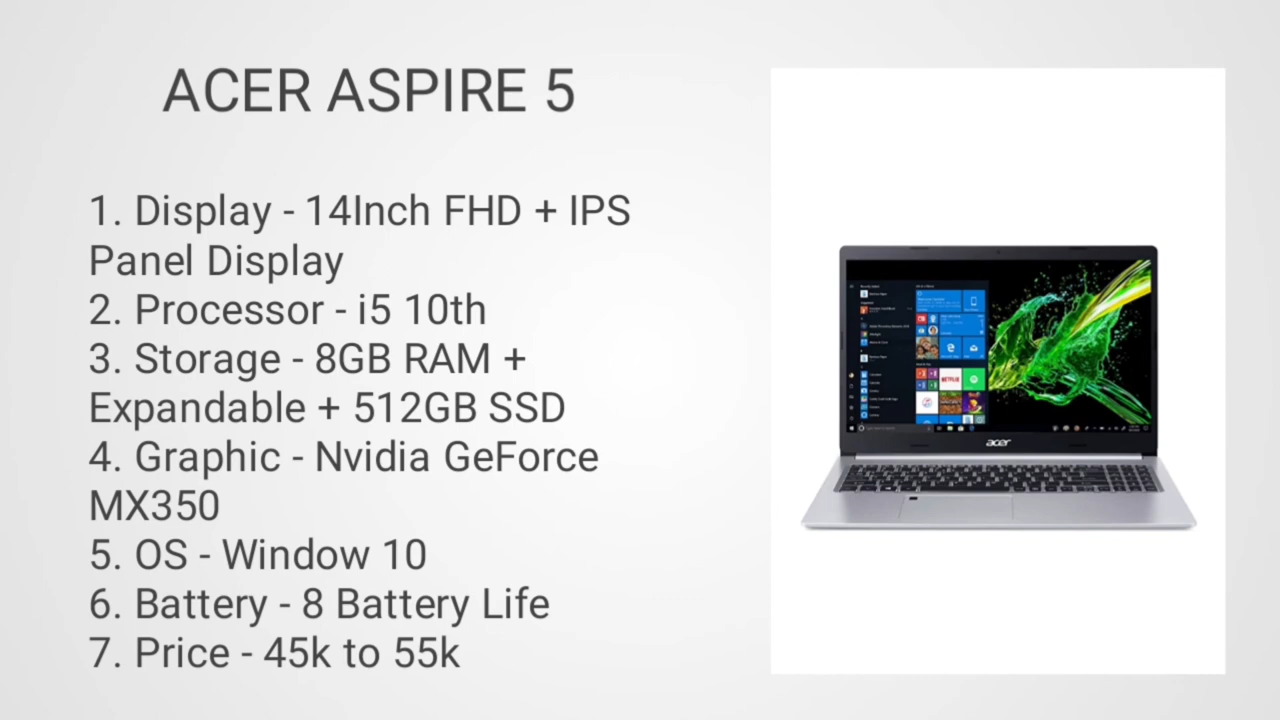 ACER ASPIRE 5
1. Display - 14Inch FHD + IPS
Panel Display
2. Processor - i5 10th
3. Storage - 8GB RAM +
Expandable + 512GB SSD
4. Graphic - Nvidia GeForce
MX350
5. OS - Window 10
6. Battery - 8 Battery Life
7. Price - 45k to 55k
NETFLIX
acer